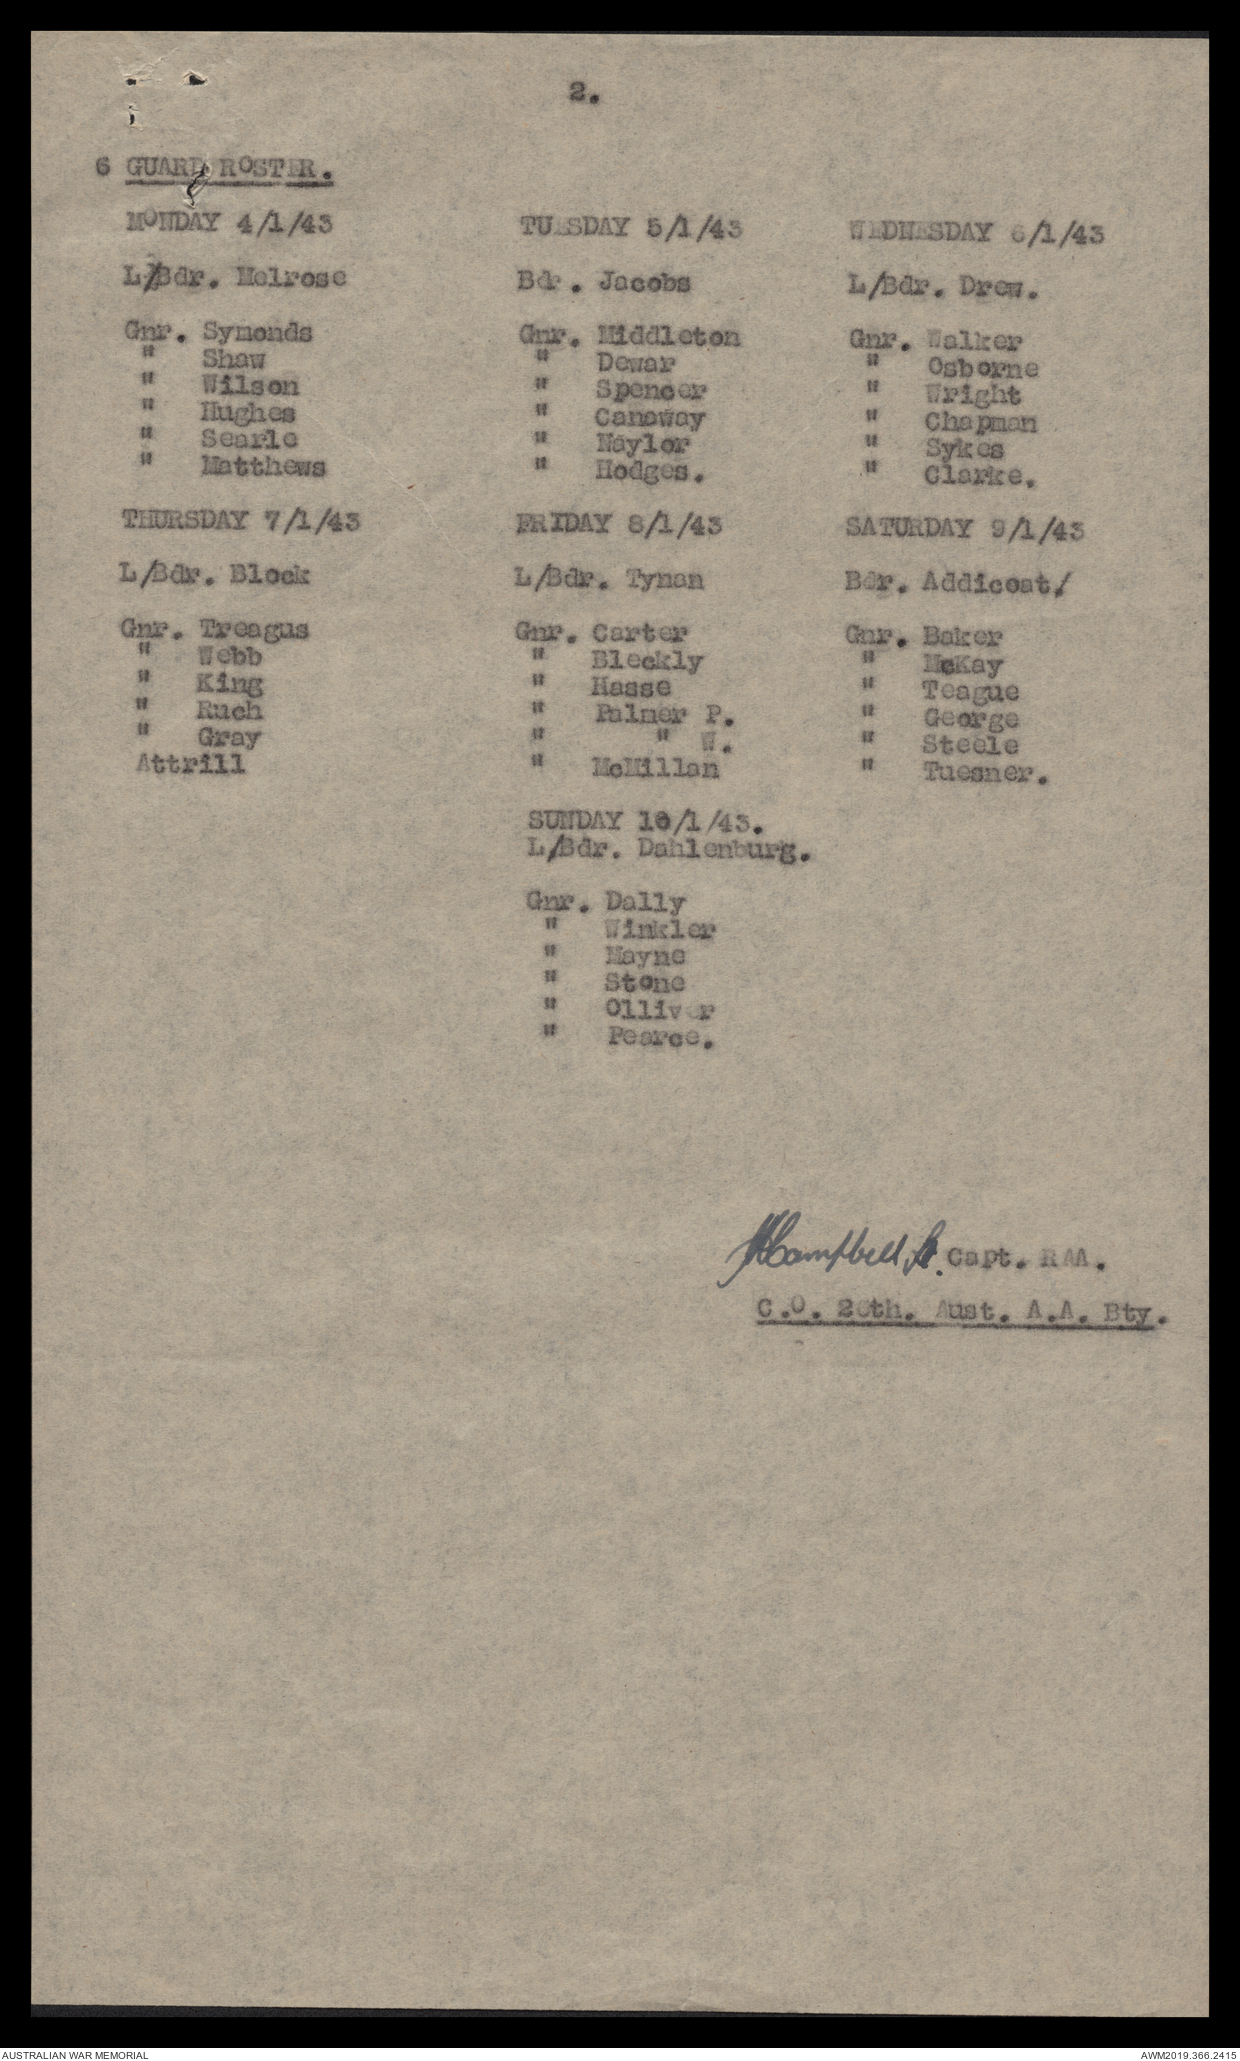 2.
6 GUARD ROSTER.
MONDAY 4/1/43
L/Bdr. Melrose
Gnr. Symonds
" Shaw
" Wilson
" Hughes
" Searle
" Matthews
TUESDAY 5/1/43
Bdr. Jacobs
Gnr. Middleton
" Dewar
" Spencer
" Canaway
" Naylor
" Hodges.
WEDNESDAY 6/1/43
L/Bdr. Drew.
Gnr. Walker
" Osborne
" Wright
" Chapman
" Sykes
" Clarke.
THURSDAY 7/1/43
L/Bdr. Block
Gnr. Treagus
" Webb
" King
" Ruch
" Gray
Attrill
FRIDAY 8/1/43
L/Bdr. Tynan
Gnr. Carter
" Bleckly
" Hasse
" Palmer P.
" " W.
" McMillan
SATURDAY 9/1/43
Bdr. Addicoat/
Gnr. Baker
" McKay
" Teague
" George
" Steele
" Tuesner.
SUNDAY 10/1/43.
L/Bdr. Dahlenburg.
Gnr. Dally
" Winkler
" Mayne
" Stone
" Olliver
" Pearce.
Campbell Capt. RAA.
C.O. 26th. Aust. A.A. Bty.
AUSTRALIAN WAR MEMORIAL
AWM2019.366.2415